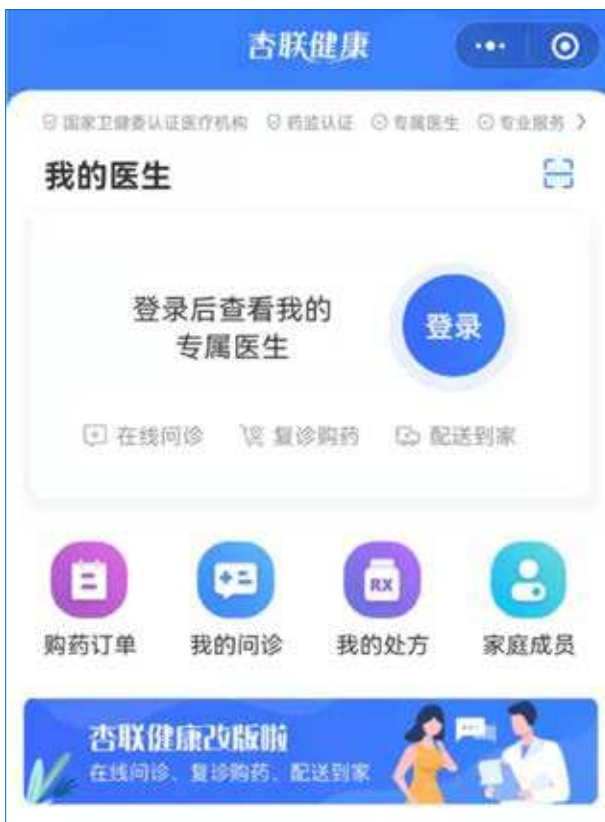 杏联健康
国家卫健委认证医疗机构 药监认证 专属医生 专业服务
我的医生
登录后查看我的
专属医生
登录
在线问诊 复诊购药 配送到家
RX
购药订单 我的问诊 我的处方 家庭成员
杏联健康改版啦
在线问诊、复诊购药、配送到家